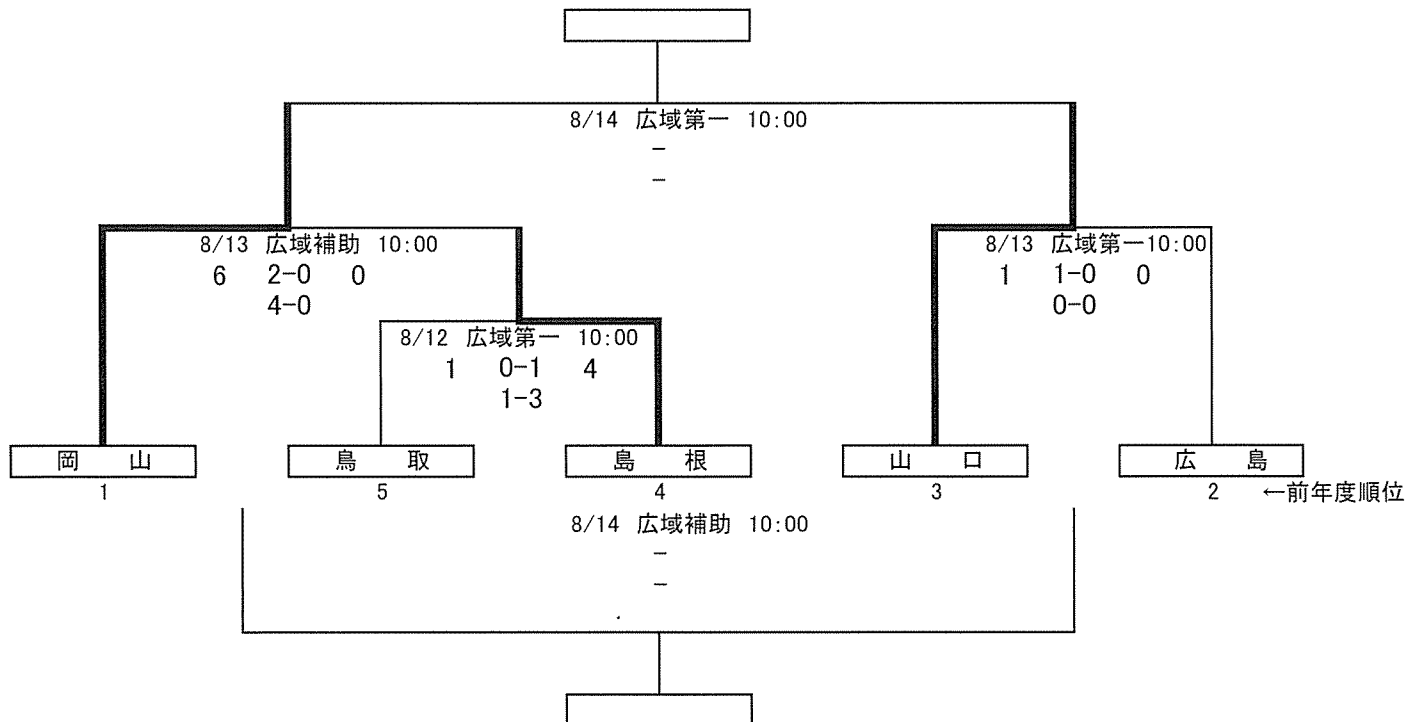 8/14 広域第一 10:00
-
-
8/13 広域補助 10:00
6 2-0 0
4-0
8/13 広域第一10:00
1 1-0 0
0-0
8/12 広域第一 10:00
1 0-1 4
1-3
岡 山
鳥 取
島 根
山 口
広 島
1 5 4 3 2 ←前年度順位
8/14 広域補助 10:00
-
-